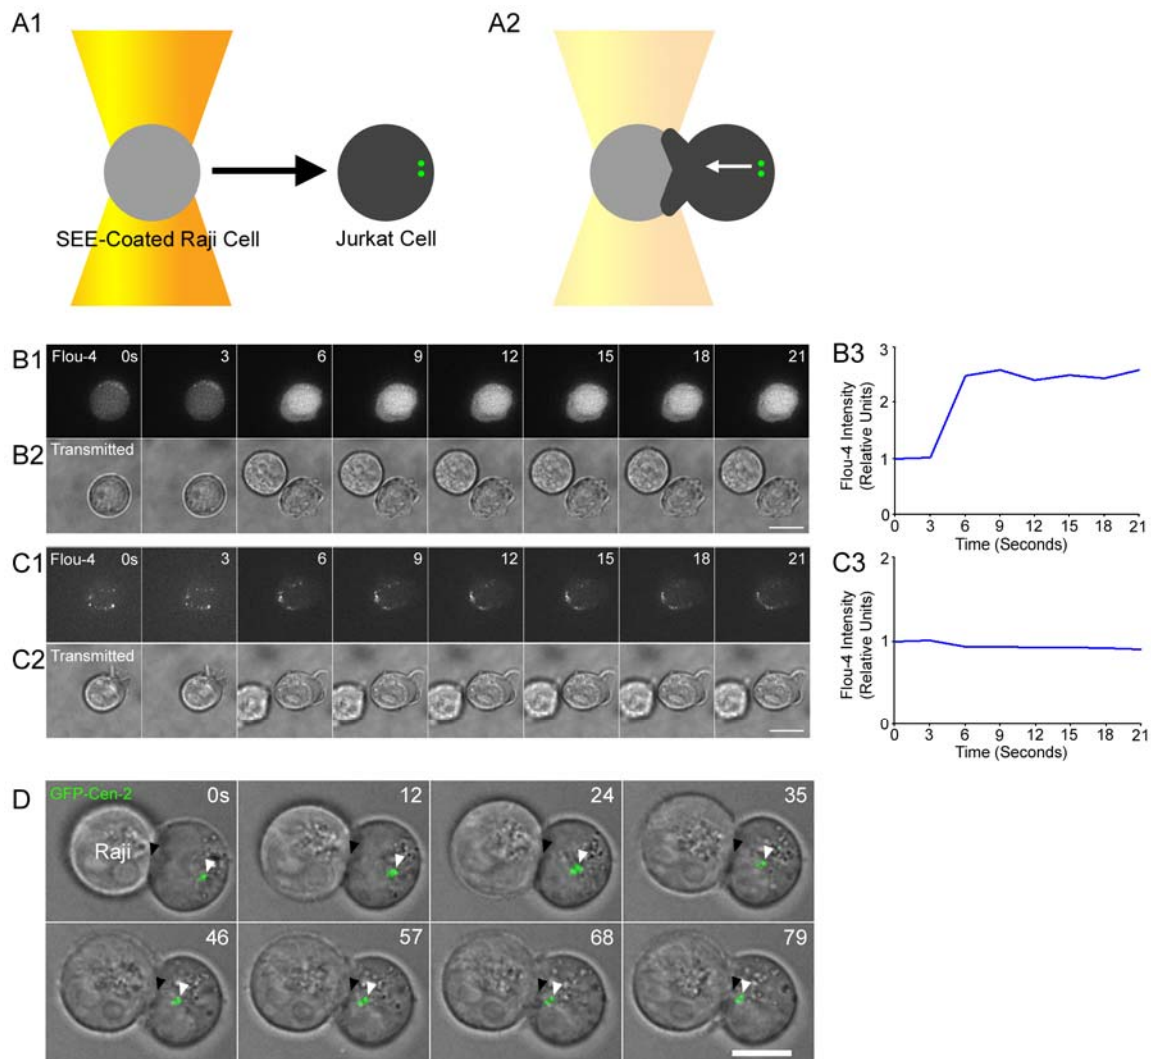 A1
A2
SEE-Coated Raji Cell
Jurkat Cell
B1
Flou-4 0s 3 6 9 12 15 18 21
B2
Transmitted
B3
Flou-4 Intensity
(Relative Units)
3
2
1
0
0 3 6 9 12 15 18 21
Time (Seconds)
C1
Flou-4 0s 3 6 9 12 15 18 21
C2
Transmitted
C3
Flou-4 Intensity
(Relative Units)
2
1
0
0 3 6 9 12 15 18 21
Time (Seconds)
D
GFP-Cen-2 0s 12 24 35
Raji
46 57 68 79